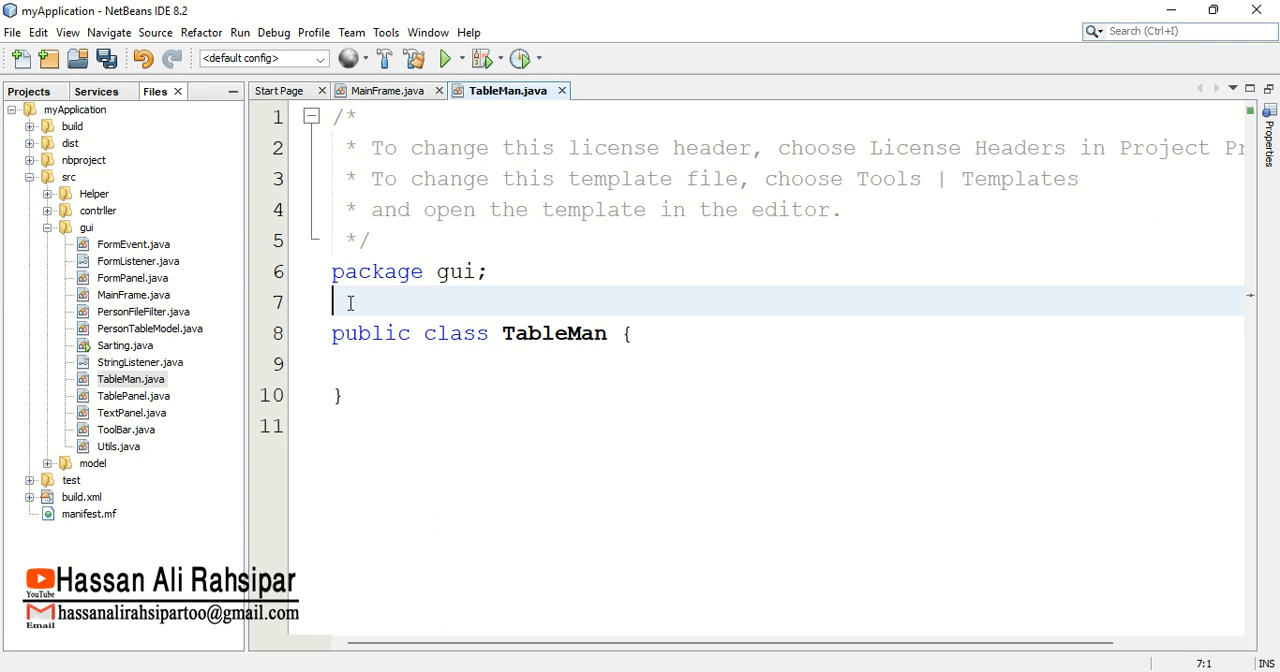 myApplication - NetBeans IDE 8.2
File Edit View Navigate Source Refactor Run Debug Profile Team Tools Window Help
Search (Ctrl+I)
<default config>
Projects Services Files
Start Page MainFrame.java TableMan.java
myApplication
build
dist
nbproject
src
Helper
contrller
gui
FormEvent.java
FormListener.java
FormPanel.java
MainFrame.java
PersonFileFilter.java
PersonTableModel.java
Sarting.java
StringListener.java
TableMan.java
TablePanel.java
TextPanel.java
ToolBar.java
Utils.java
model
test
build.xml
manifest.mf
1 /*
2 * To change this license header, choose License Headers in Project Pr
3 * To change this template file, choose Tools | Templates
4 * and open the template in the editor.
5 */
6 package gui;
7
8 public class TableMan {
9
10 }
11
Properties
YouTube
Hassan Ali Rahsipar
Email
hassanalirahsipartoo@gmail.com
7:1 INS